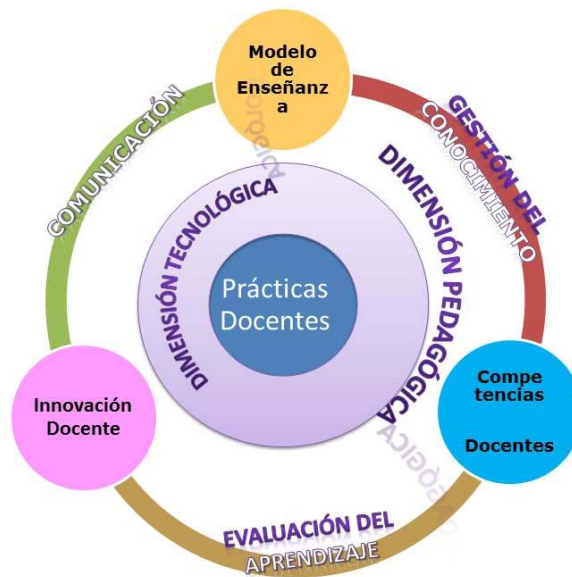 Modelo
de
Enseñanz
a
COMUNICACIÓN
GESTIÓN DEL
CONOCIMIENTO
DIMENSIÓN TECNOLÓGICA
DIMENSIÓN PEDAGÓGICA
Prácticas
Docentes
Innovación
Docente
Compe
tencias
Docentes
EVALUACIÓN DEL
APRENDIZAJE